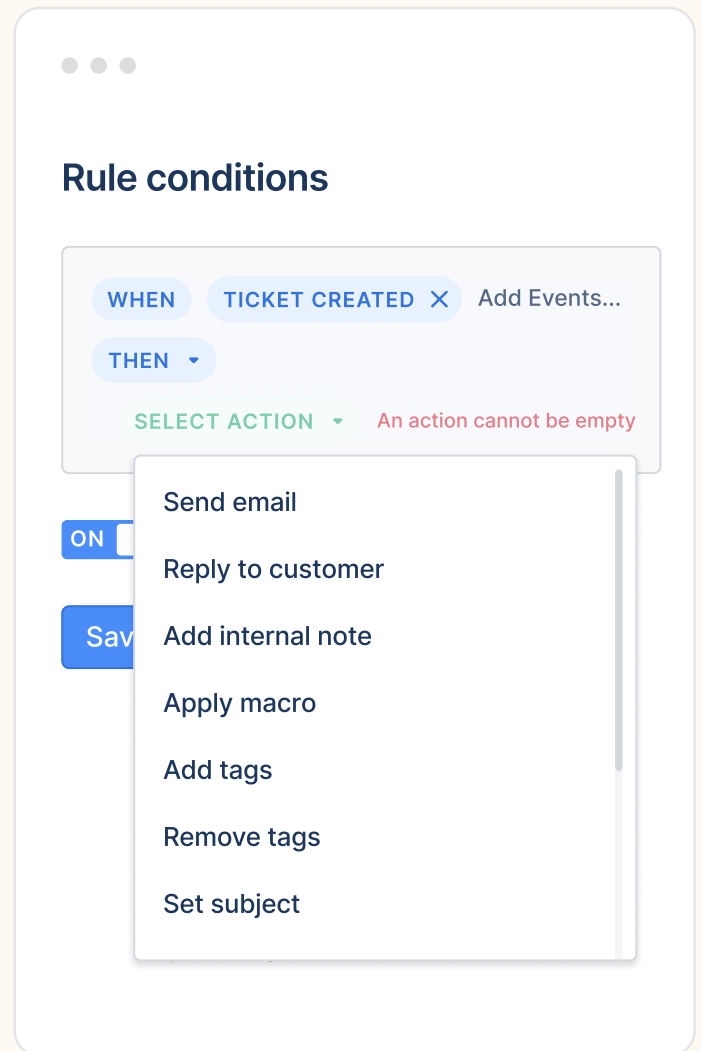 Rule conditions
WHEN TICKET CREATED Add Events...
THEN
SELECT ACTION An action cannot be empty
Send email
ON
Reply to customer
Add internal note
Apply macro
Add tags
Remove tags
Set subject